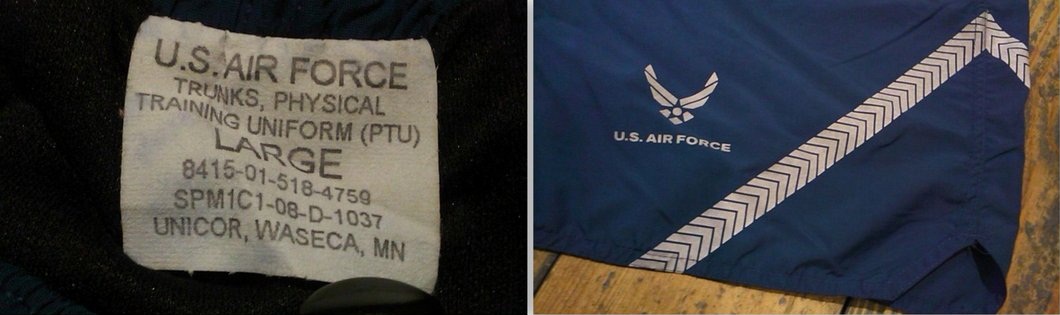 U.S. AIR FORCE
TRUNKS, PHYSICAL
TRAINING UNIFORM (PTU)
LARGE
8415-01-518-4759
SPM1C1-08-D-1037
UNICOR, WASECA, MN
U.S. AIR FORCE